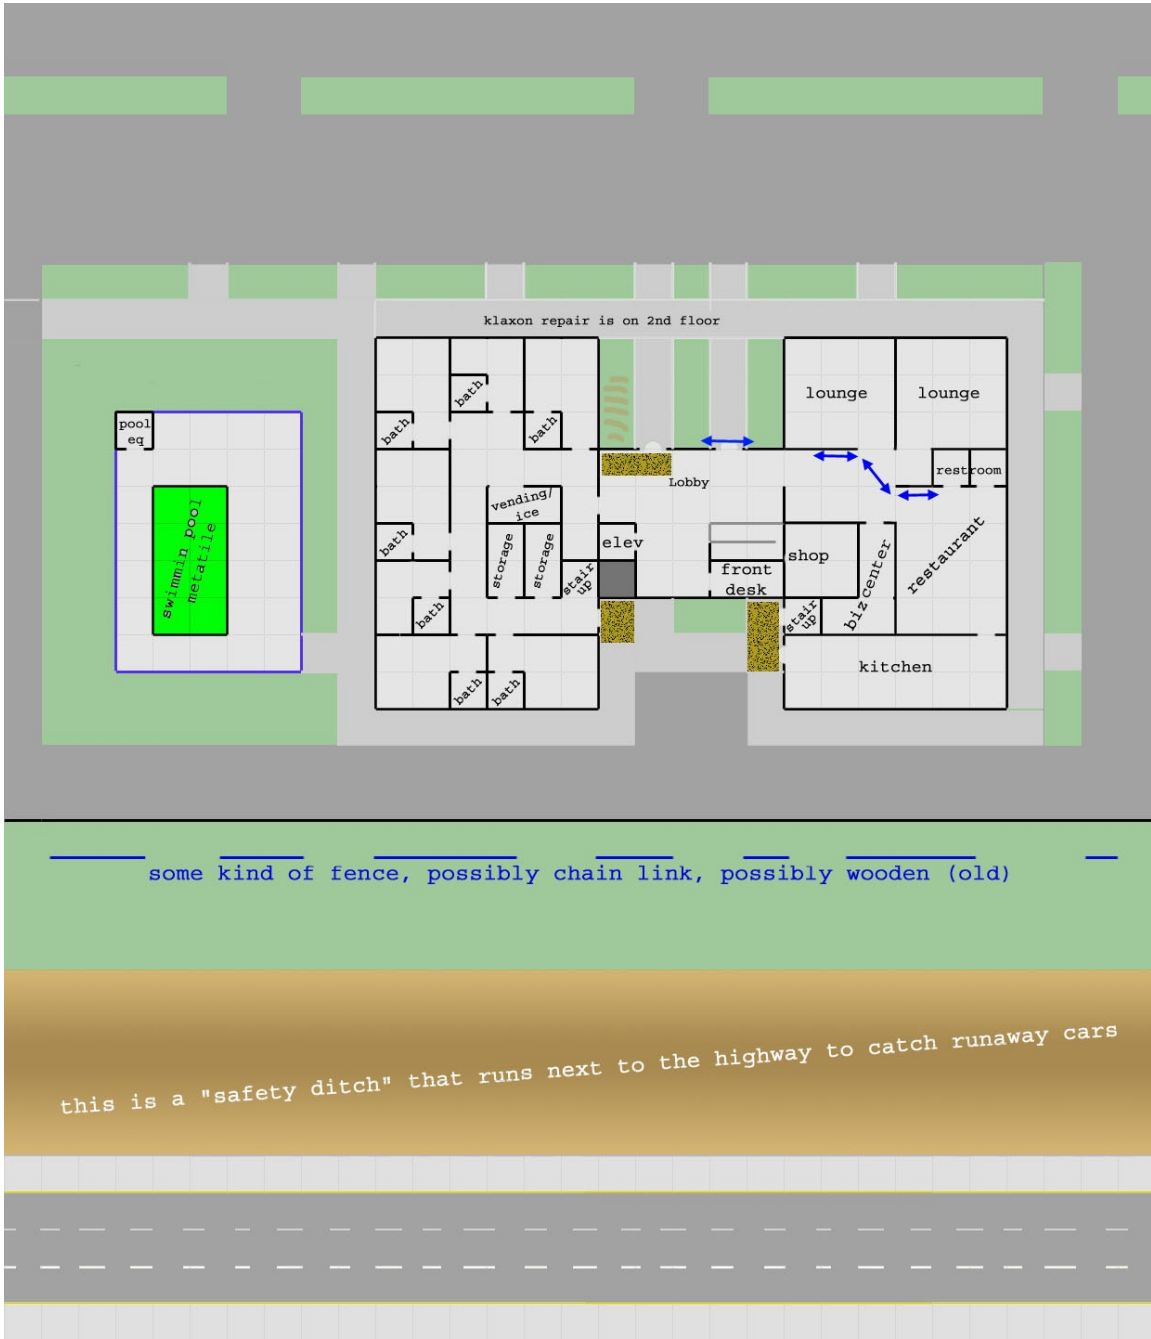 klaxon repair is on 2nd floor
bath
lounge
lounge
bath
bath
pool
eq
restroom
Lobby
vending/
ice
swimmin pool
metatile
bath
elev
storage
storage
stair
up
front
desk
shop
biz center
restaurant
bath
stair
up
kitchen
bath
bath
some kind of fence, possibly chain link, possibly wooden (old)
this is a "safety ditch" that runs next to the highway to catch runaway cars